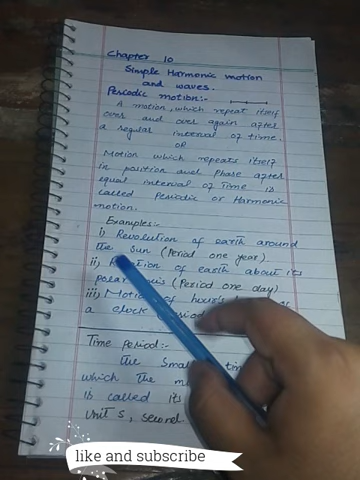 Chapter 10
Simple Harmonic motion
and waves.
Periodic motion:-
A motion, which repeat itself
over and over again after
a regular interval of time.
OR
Motion which repeats itself
in position and phase after
equal interval of Time is
called Periodic or Harmonic
motion.
Examples:-
i) Revolution of earth around
the sun (Period one year)
ii) of earth about its
polar (Period one day)
iii) Motion of hour's
a clock
Time period:-
the Small
which the
is called its
Unit s, second.
like and subscribe